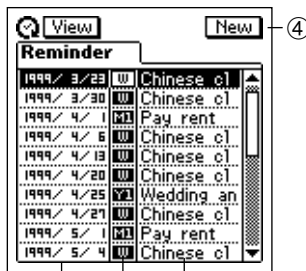 View New ④
Reminder
1999/ 3/23 W Chinese cl
1999/ 3/30 W Chinese cl
1999/ 4/ 1 M1 Pay rent
1999/ 4/ 6 W Chinese cl
1999/ 4/13 W Chinese cl
1999/ 4/20 W Chinese cl
1999/ 4/25 Y1 Wedding an
1999/ 4/27 W Chinese cl
1999/ 5/ 1 M1 Pay rent
1999/ 5/ 4 W Chinese cl